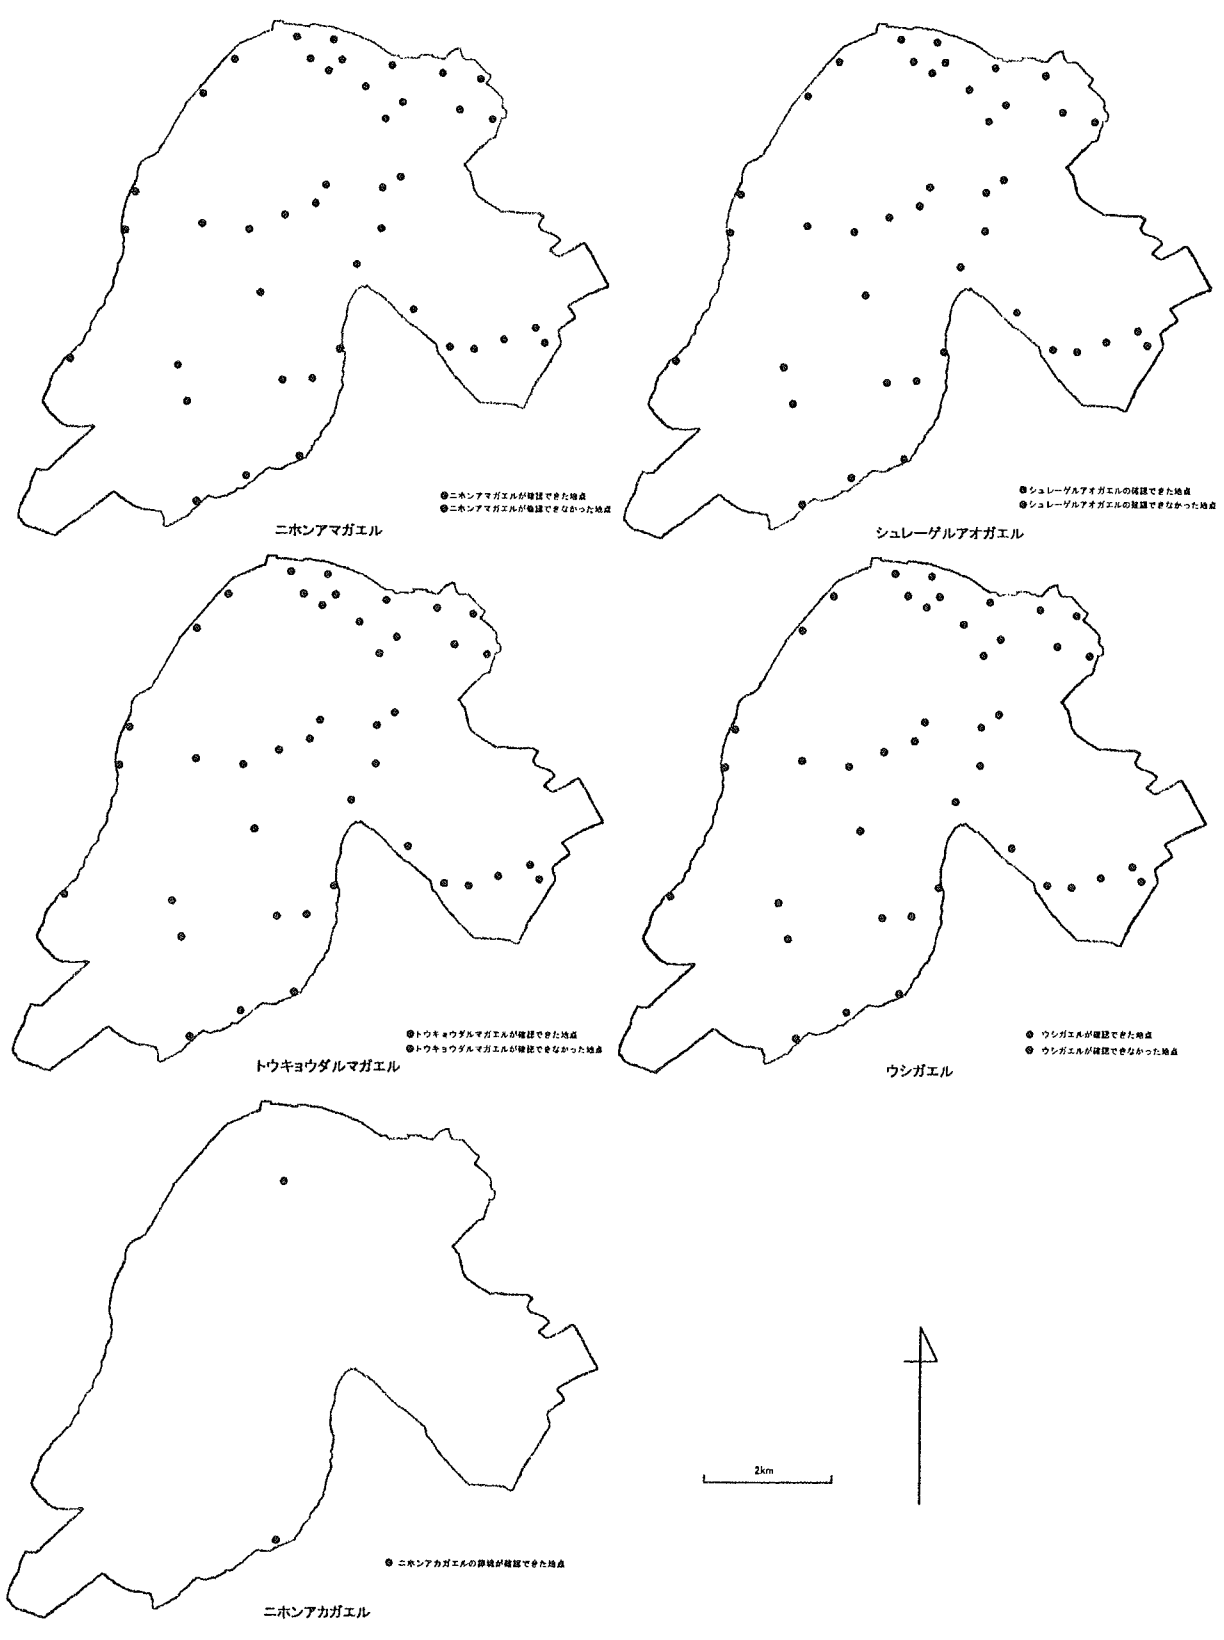 ●ニホンアマガエルが確認できた地点
●ニホンアマガエルが確認できなかった地点
ニホンアマガエル
●シュレーゲルアオガエルの確認できた地点
●シュレーゲルアオガエルの確認できなかった地点
シュレーゲルアオガエル
●トウキョウダルマガエルが確認できた地点
●トウキョウダルマガエルが確認できなかった地点
トウキョウダルマガエル
● ウシガエルが確認できた地点
● ウシガエルが確認できなかった地点
ウシガエル
2km
● ニホンアカガエルの卵塊が確認できた地点
ニホンアカガエル